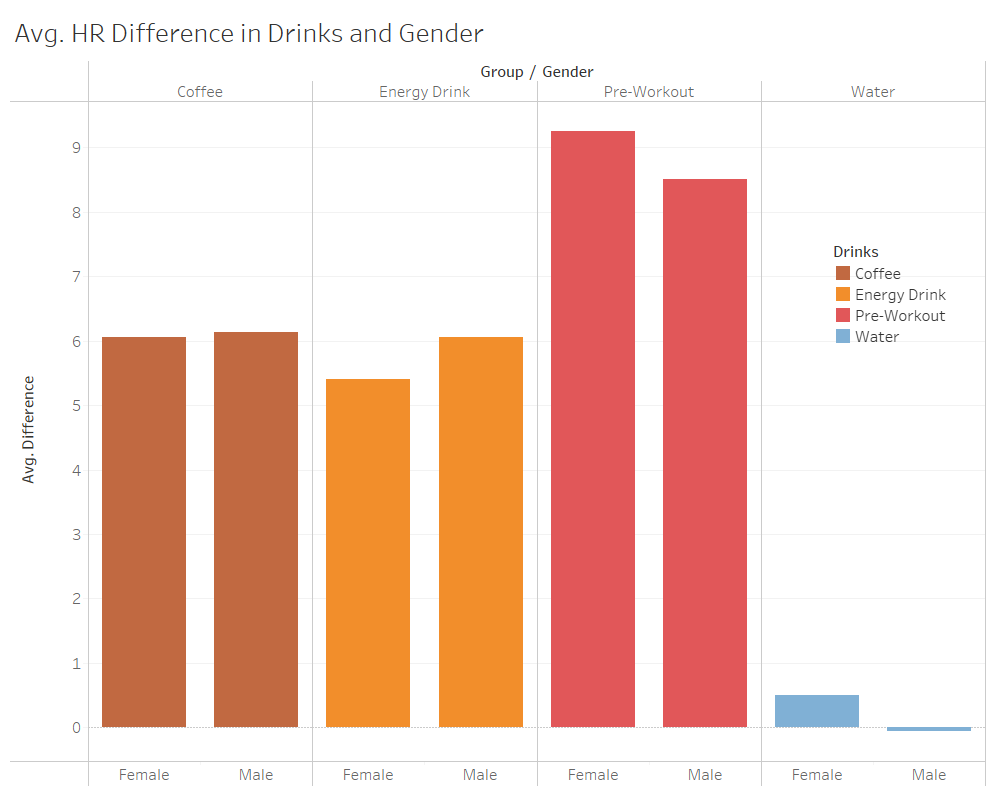 Avg. HR Difference in Drinks and Gender
Group / Gender
Coffee Energy Drink Pre-Workout Water
9
8
7
6
5
4
3
2
1
0
Avg. Difference
Drinks
Coffee
Energy Drink
Pre-Workout
Water
Female Male Female Male Female Male Female Male